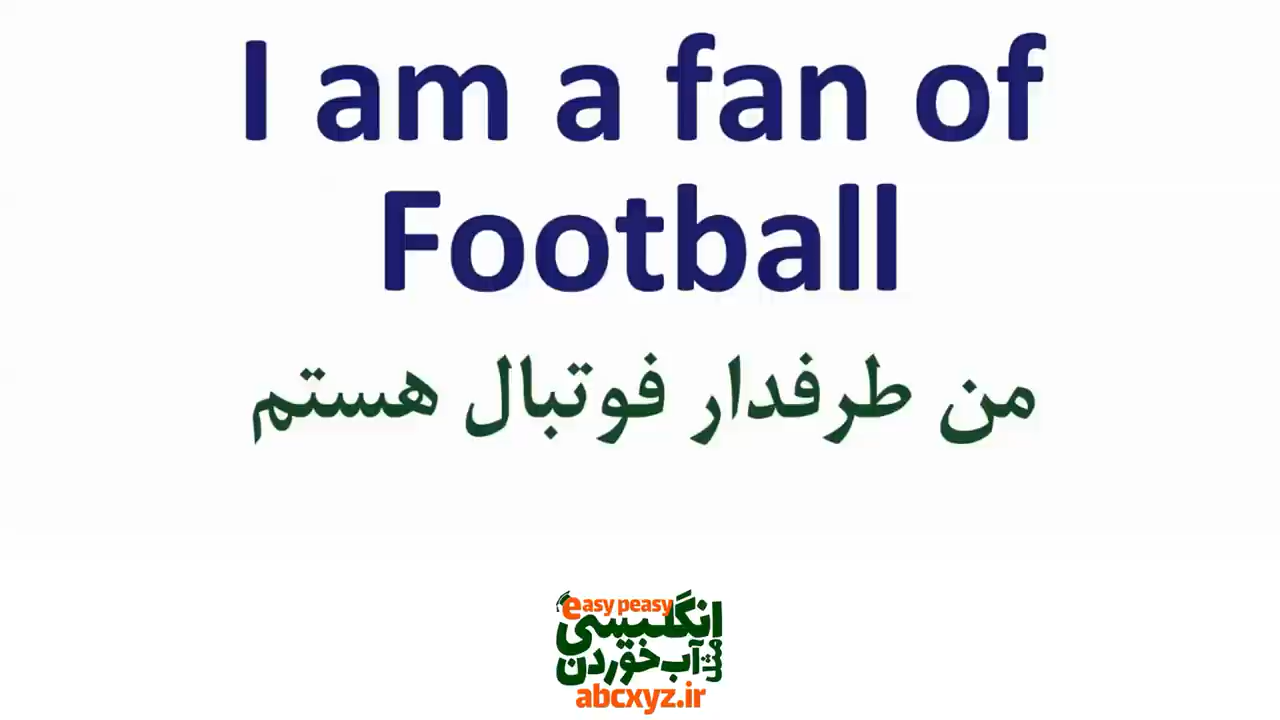 I am a fan of
Football
من طرفدار فوتبال هستم
easy peasy
انگلیسی
مثل آب خوردن
abcxyz.ir